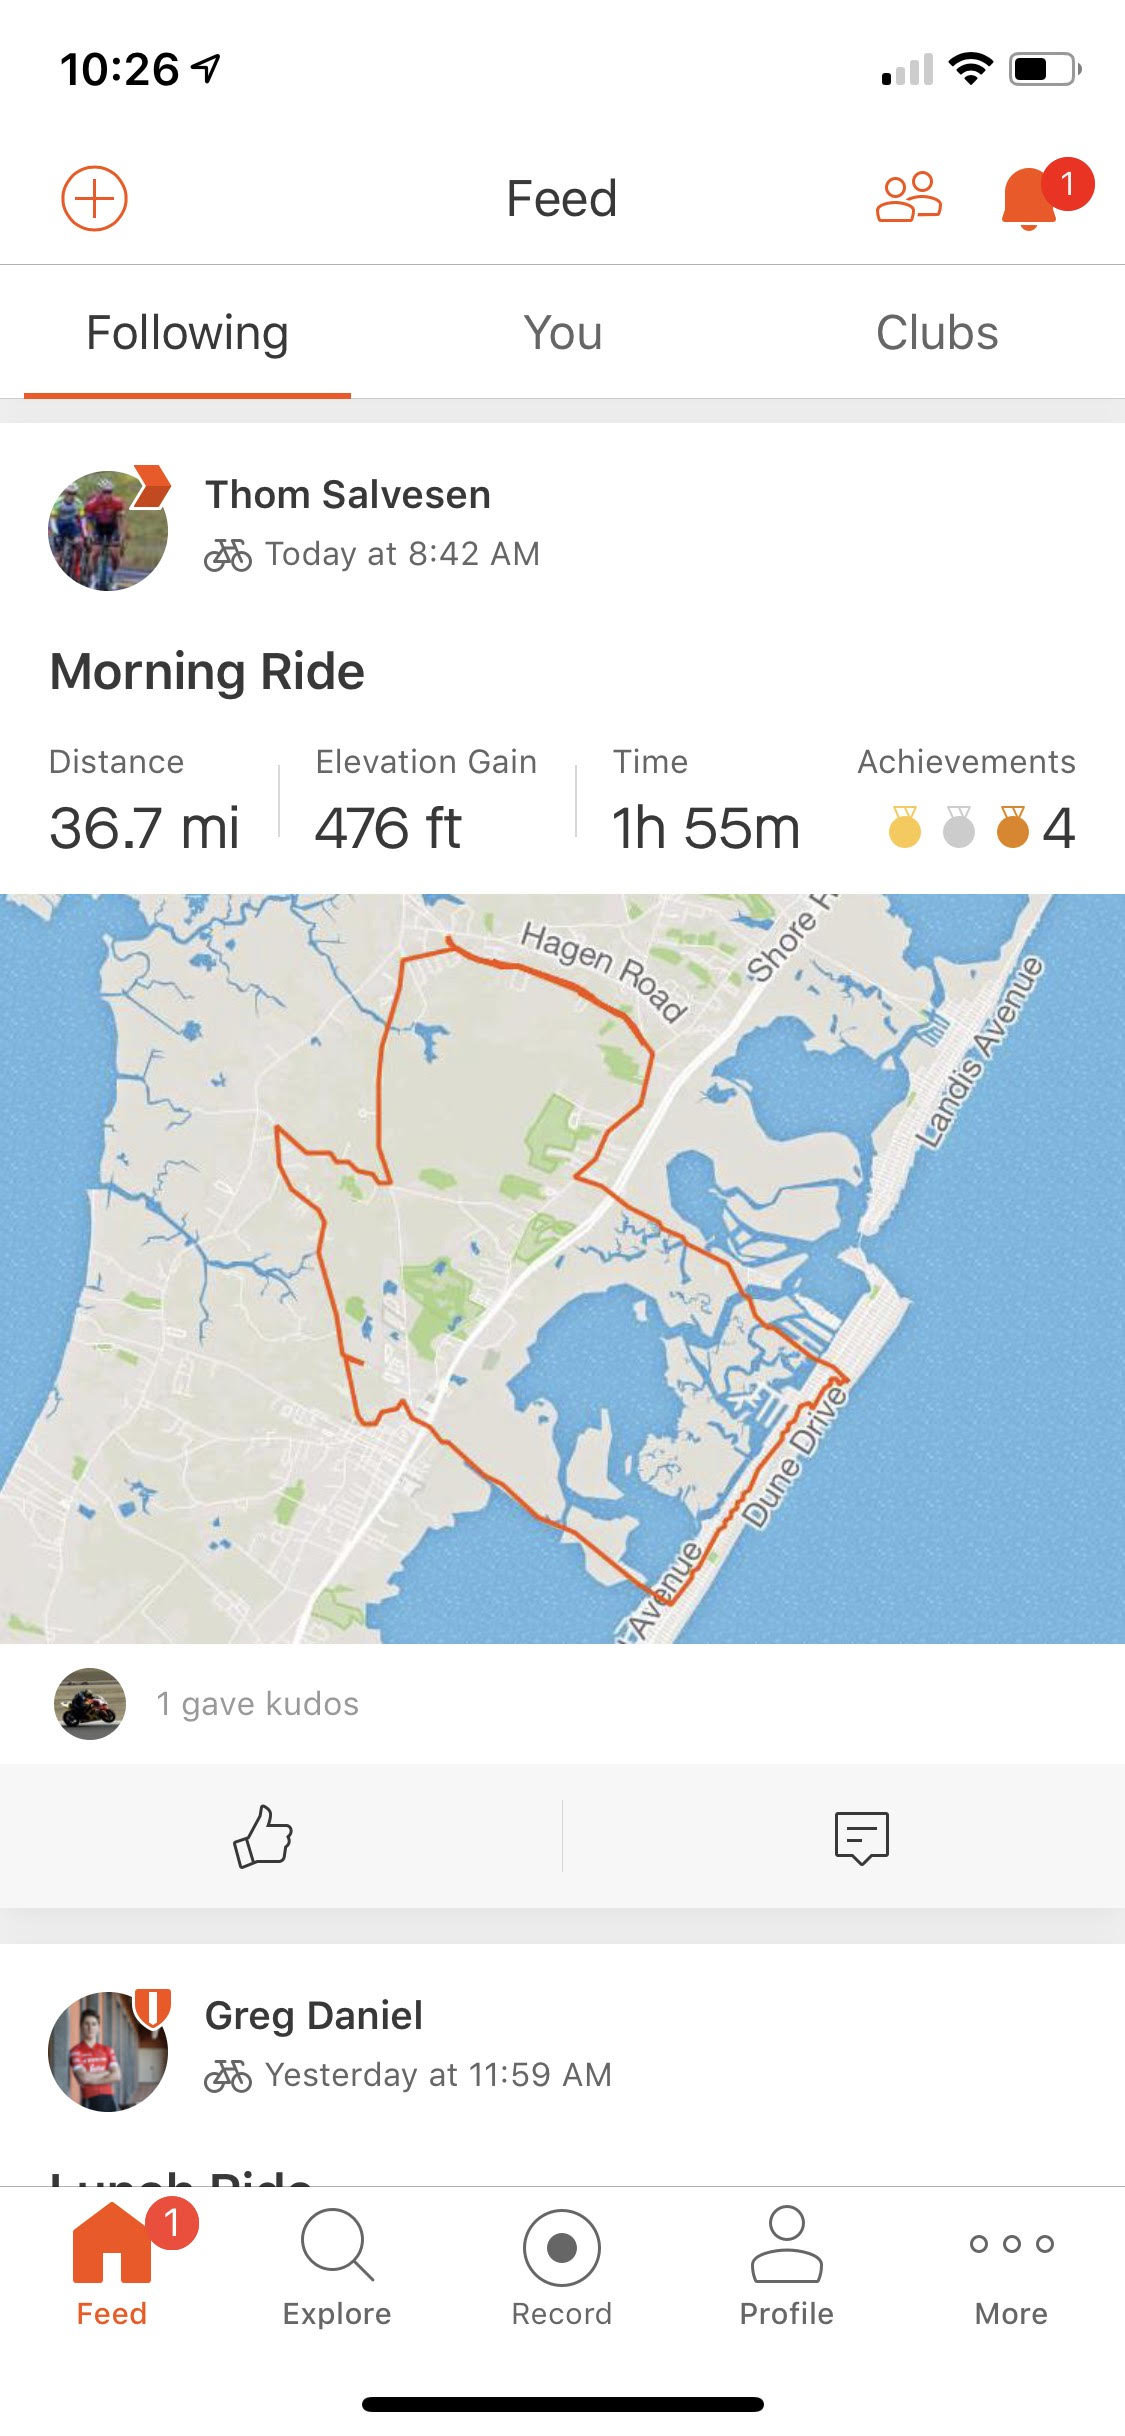 10:26
Feed
1
Following You Clubs
Thom Salvesen
Today at 8:42 AM
Morning Ride
Distance Elevation Gain Time Achievements
36.7 mi 476 ft 1h 55m 4
Hagen Road
Shore
Landis Avenue
Dune Drive
Avenue
1 gave kudos
Greg Daniel
Yesterday at 11:59 AM
Lunch Ride
1
Feed Explore Record Profile More